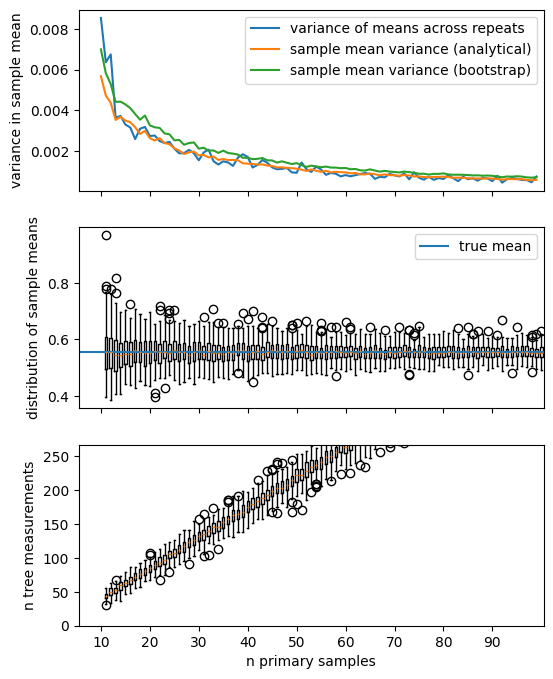 variance in sample mean
0.008
0.006
0.004
0.002
variance of means across repeats
sample mean variance (analytical)
sample mean variance (bootstrap)
distribution of sample means
0.8
0.6
0.4
true mean
n tree measurements
250
200
150
100
50
0
10 20 30 40 50 60 70 80 90
n primary samples